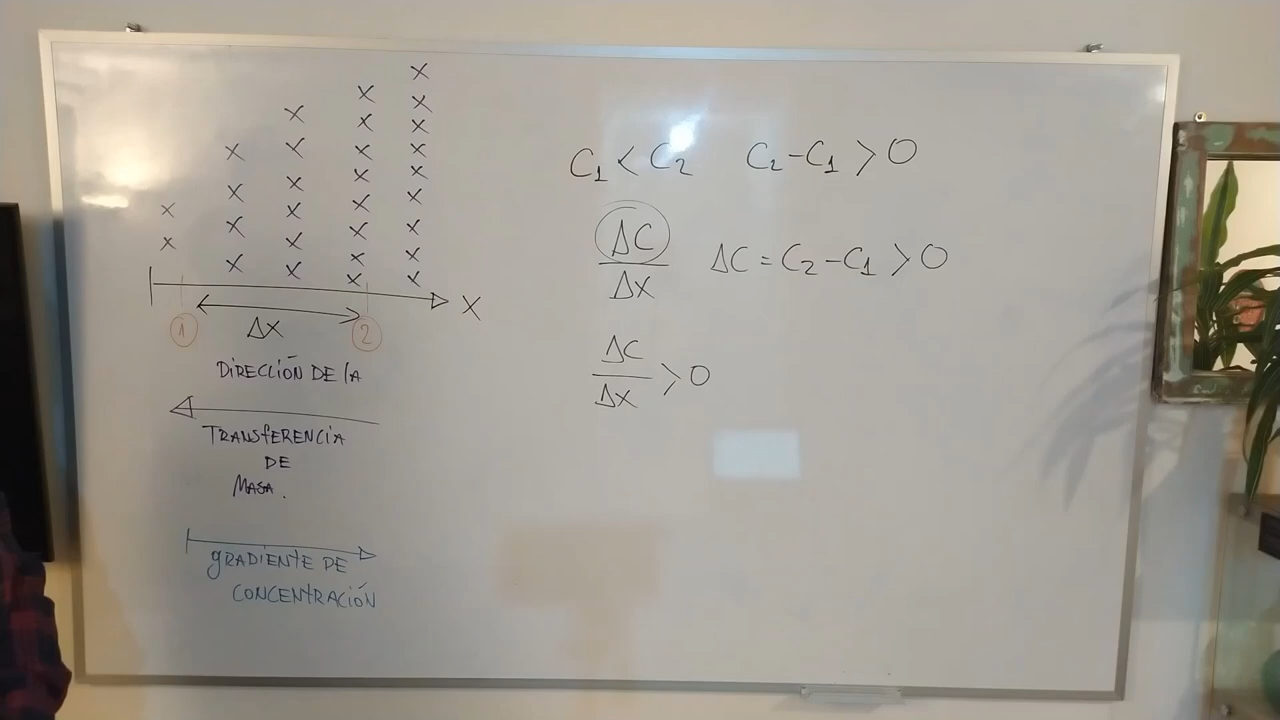 X
1
ΔX
2
DIRECCIÓN DE lA
TRANSfERENCIA
DE
MASA.
gRADIENTE DE
CONCENTRACIÓN
C₁ < C₂ C₂-C₁ > 0
ΔC
ΔX
ΔC = C₂-C₁ > 0
ΔC
ΔX
> 0